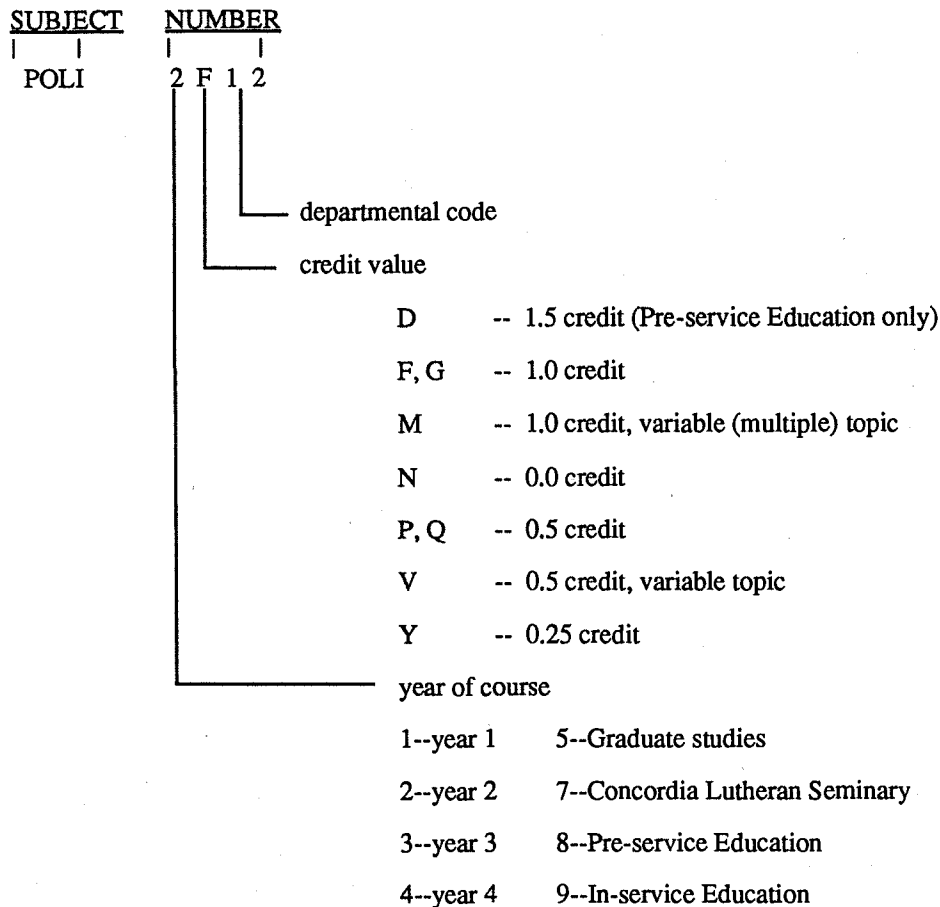 SUBJECT NUMBER
POLI 2 F 1 2
departmental code
credit value
D -- 1.5 credit (Pre-service Education only)
F, G -- 1.0 credit
M -- 1.0 credit, variable (multiple) topic
N -- 0.0 credit
P, Q -- 0.5 credit
V -- 0.5 credit, variable topic
Y -- 0.25 credit
year of course
1--year 1 5--Graduate studies
2--year 2 7--Concordia Lutheran Seminary
3--year 3 8--Pre-service Education
4--year 4 9--In-service Education